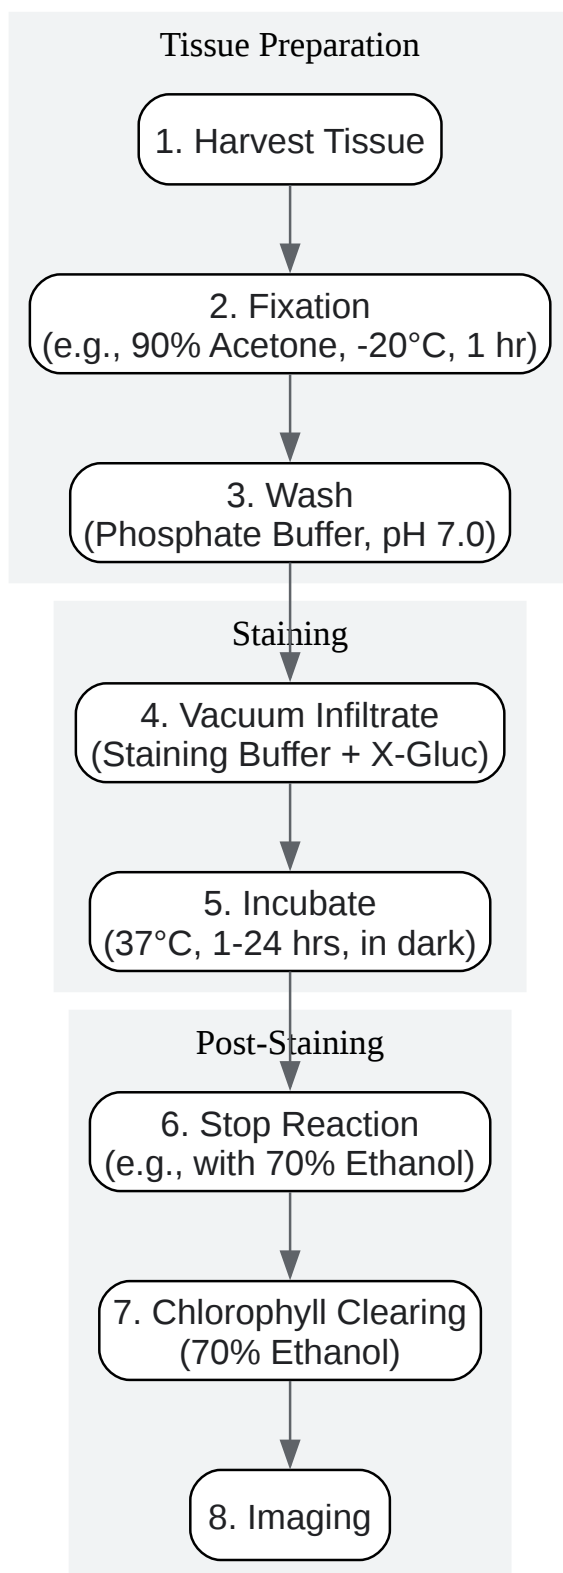 Tissue Preparation
1. Harvest Tissue
2. Fixation
(e.g., 90% Acetone, -20°C, 1 hr)
3. Wash
(Phosphate Buffer, pH 7.0)
Staining
4. Vacuum Infiltrate
(Staining Buffer + X-Gluc)
5. Incubate
(37°C, 1-24 hrs, in dark)
Post-Staining
6. Stop Reaction
(e.g., with 70% Ethanol)
7. Chlorophyll Clearing
(70% Ethanol)
8. Imaging